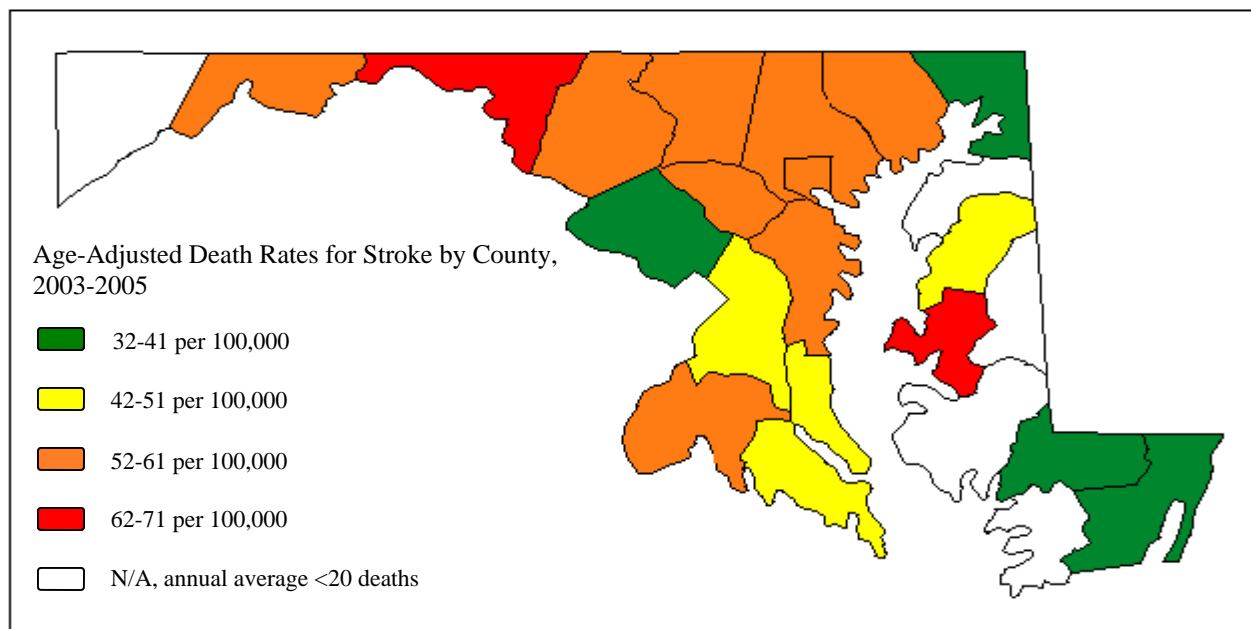 Age-Adjusted Death Rates for Stroke by County,
2003-2005
32-41 per 100,000
42-51 per 100,000
52-61 per 100,000
62-71 per 100,000
N/A, annual average <20 deaths